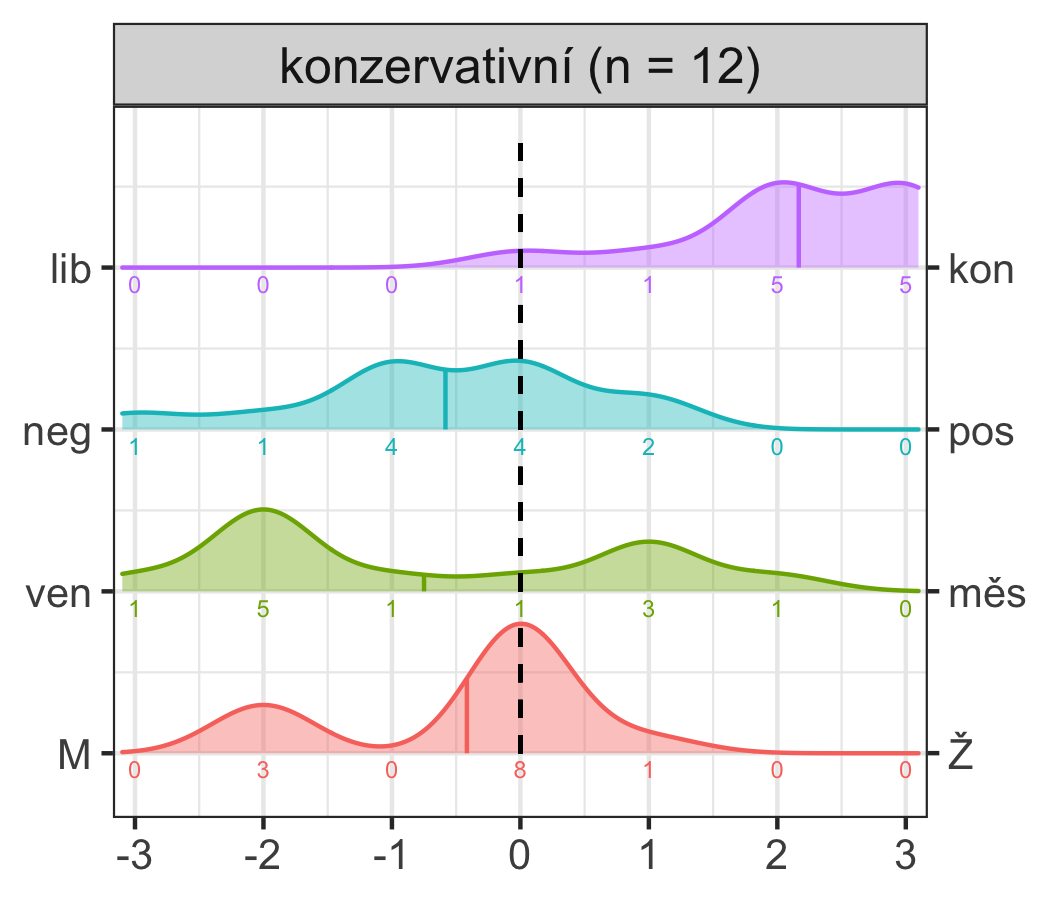 konzervativní (n = 12)
lib kon
0 0 0 1 1 5 5
neg pos
1 1 4 4 2 0 0
ven měs
1 5 1 1 3 1 0
M Ž
0 3 0 8 1 0 0
-3 -2 -1 0 1 2 3